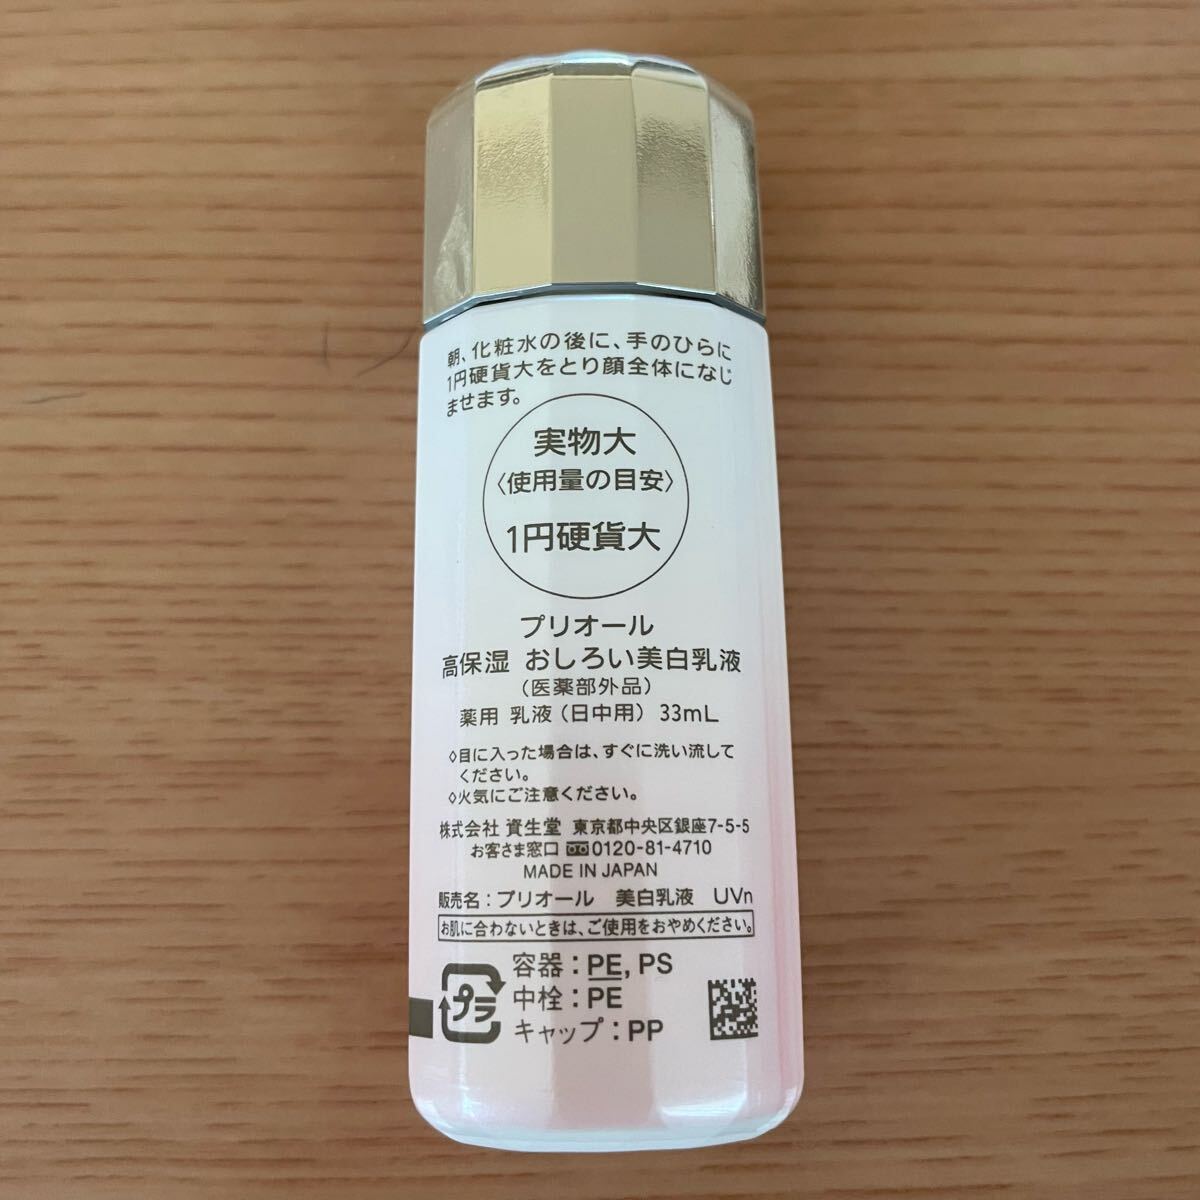 朝、化粧水の後に、手のひらに
1円硬貨大をとり顔全体になじ
ませます。
実物大
〈使用量の目安〉
1円硬貨大
プリオール
高保湿 おしろい美白乳液
(医薬部外品)
薬用 乳液(日中用) 33mL
◇目に入った場合は、すぐに洗い流して
ください。
◇火気にご注意ください。
株式会社 資生堂 東京都中央区銀座7-5-5
お客さま窓口 0120-81-4710
MADE IN JAPAN
販売名:プリオール 美白乳液 UVn
お肌に合わないときは、ご使用をおやめください。
プラ
容器:PE, PS
中栓:PE
キャップ:PP